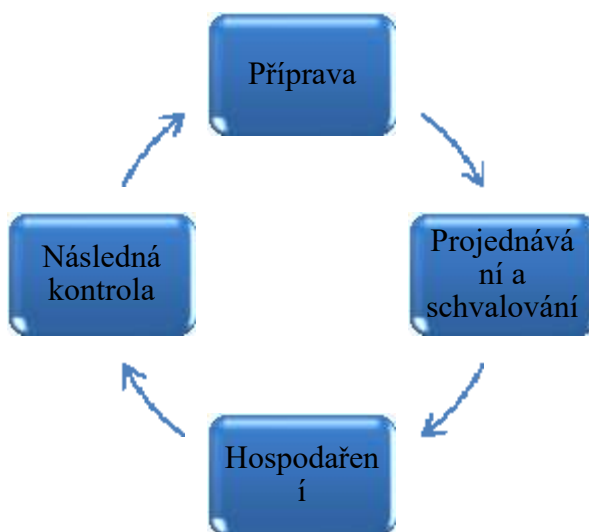 Příprava
Projednává
ní a
schvalování
Hospodařen
í
Následná
kontrola